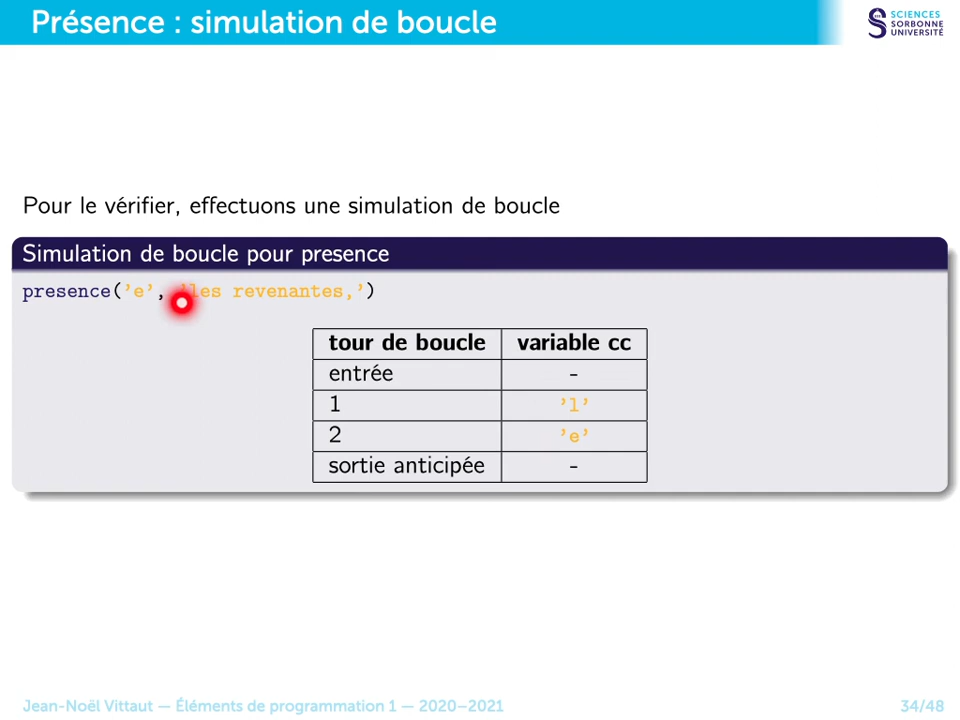 Présence : simulation de boucle
SCIENCES
SORBONNE
UNIVERSITÉ
Pour le vérifier, effectuons une simulation de boucle
Simulation de boucle pour presence
presence('e', 'les revenantes,')
tour de boucle variable cc
entrée -
1 'l'
2 'e'
sortie anticipée -
Jean-Noël Vittaut — Éléments de programmation 1 — 2020–2021 34/48